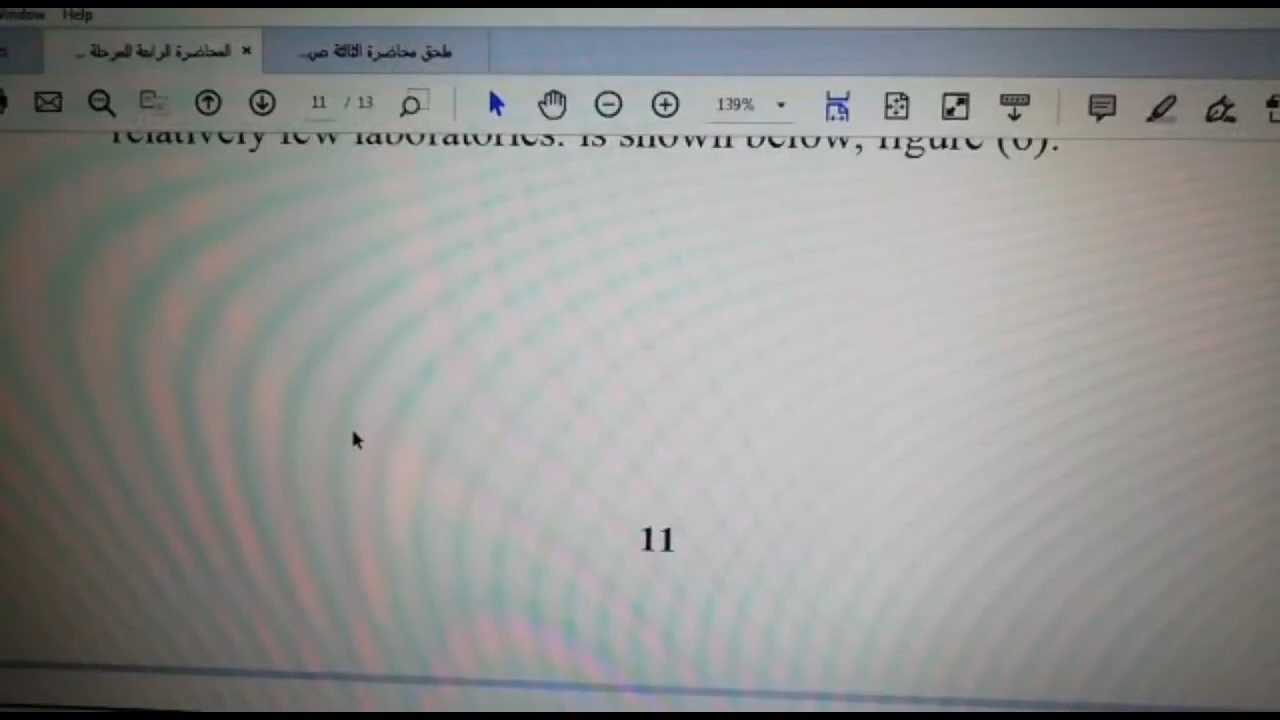 Window Help
المحاضرة الرابعة للمرحلة ...
ملحق محاضرة الثالثة ص...
11 / 13
139%
relatively few laboratories. is shown below, figure (6).
11